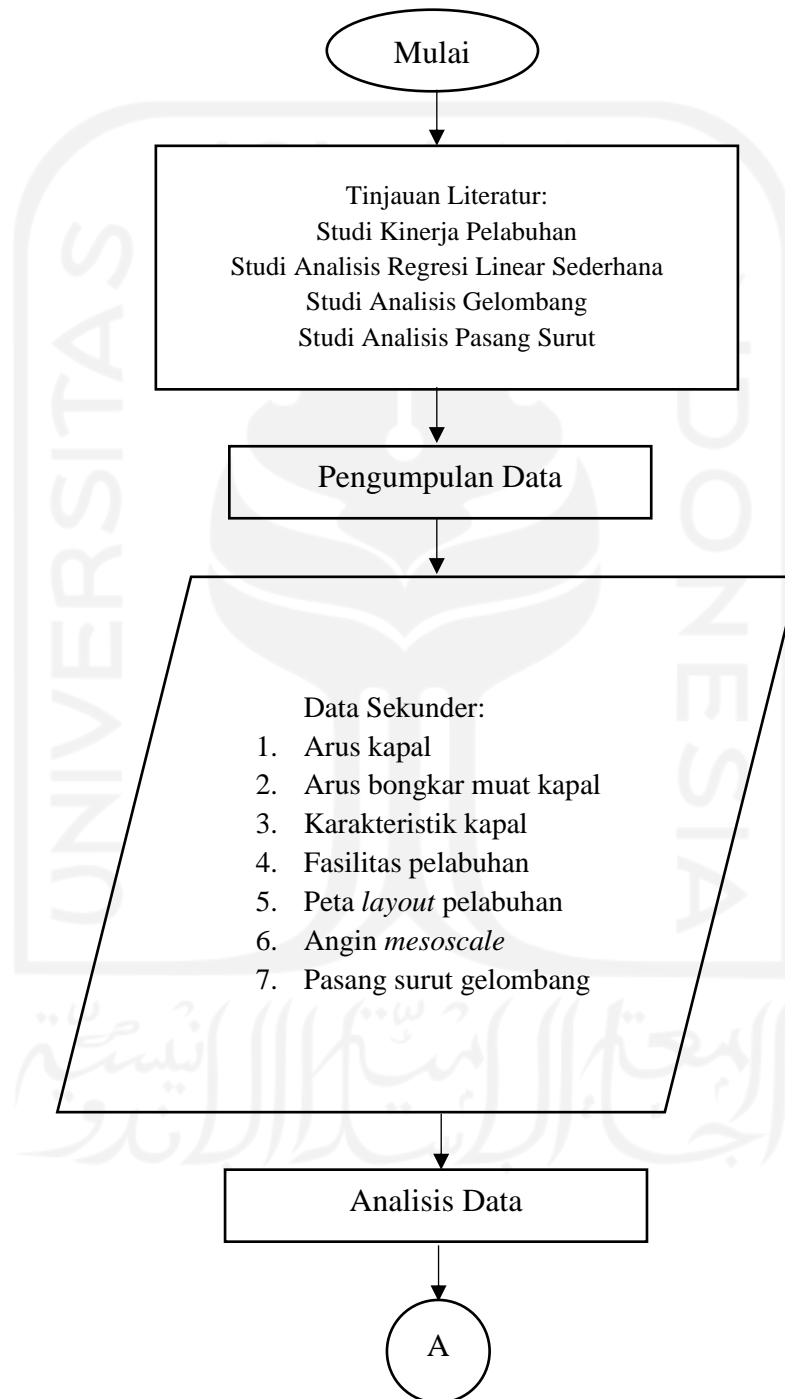 Mulai
Tinjauan Literatur:
Studi Kinerja Pelabuhan
Studi Analisis Regresi Linear Sederhana
Studi Analisis Gelombang
Studi Analisis Pasang Surut
Pengumpulan Data
Data Sekunder:
1. Arus kapal
2. Arus bongkar muat kapal
3. Karakteristik kapal
4. Fasilitas pelabuhan
5. Peta layout pelabuhan
6. Angin mesoscale
7. Pasang surut gelombang
Analisis Data
A
UNIVERSITAS